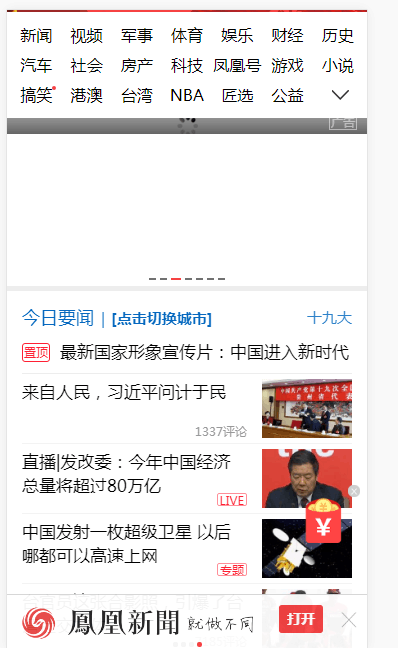 新闻 视频 军事 体育 娱乐 财经 历史
汽车 社会 房产 科技 凤凰号 游戏 小说
搞笑 港澳 台湾 NBA 匠选 公益
广告
今日要闻 | [点击切换城市] 十九大
置顶 最新国家形象宣传片：中国进入新时代
来自人民，习近平问计于民
1337评论
直播|发改委：今年中国经济
总量将超过80万亿
LIVE
中国发射一枚超级卫星 以后
哪都可以高速上网
专题
¥
鳳凰新聞 就做不同 打开